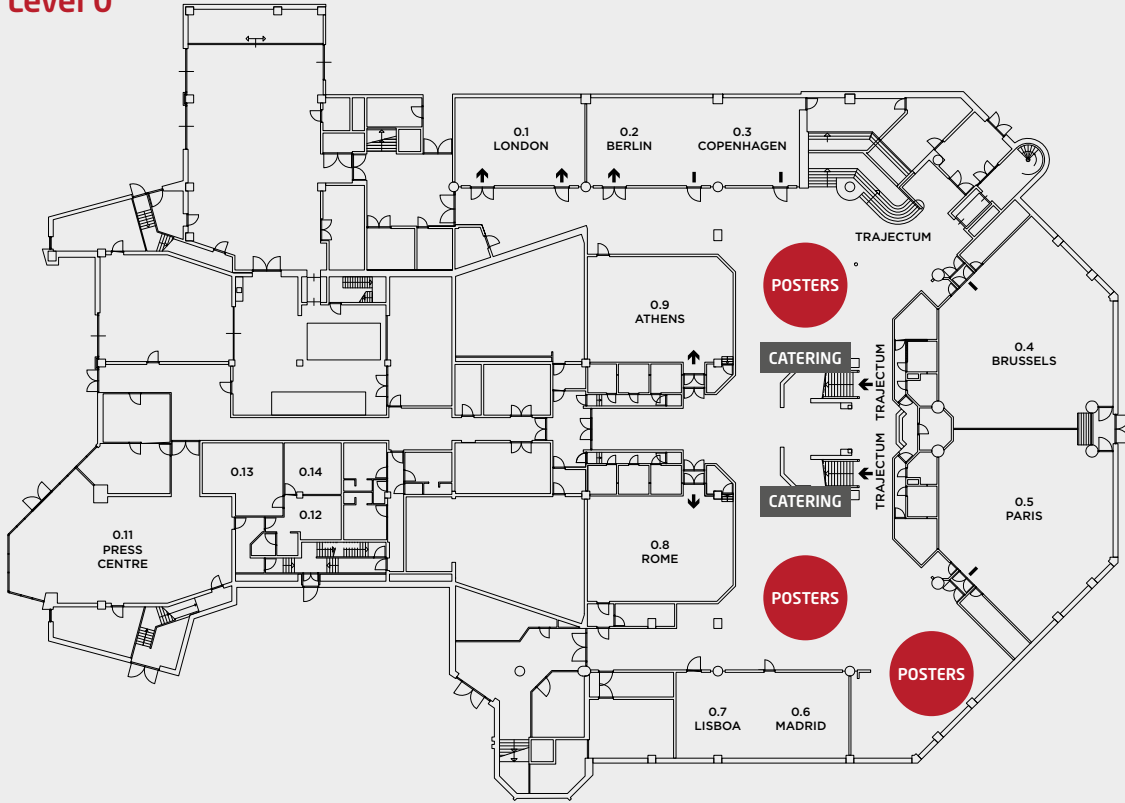 Level 0
0.1
LONDON
0.2
BERLIN
0.3
COPENHAGEN
TRAJECTUM
POSTERS
0.9
ATHENS
CATERING
TRAJECTUM
0.4
BRUSSELS
TRAJECTUM
CATERING
0.5
PARIS
0.13
0.14
0.12
0.11
PRESS
CENTRE
0.8
ROME
POSTERS
POSTERS
0.7
LISBOA
0.6
MADRID